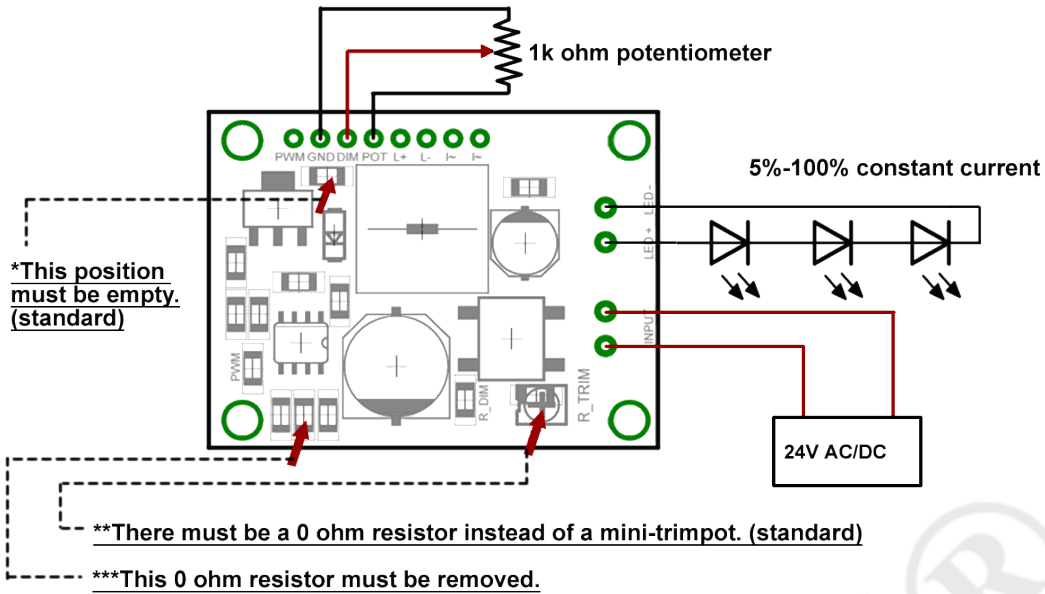 1k ohm potentiometer
PWM GND DIM POT L+ L- I~ I~
5%-100% constant current
LED -
LED +
*This position
must be empty.
(standard)
INPUT
PWM
R_DIM
R_TRIM
24V AC/DC
**There must be a 0 ohm resistor instead of a mini-trimpot. (standard)
***This 0 ohm resistor must be removed.
R